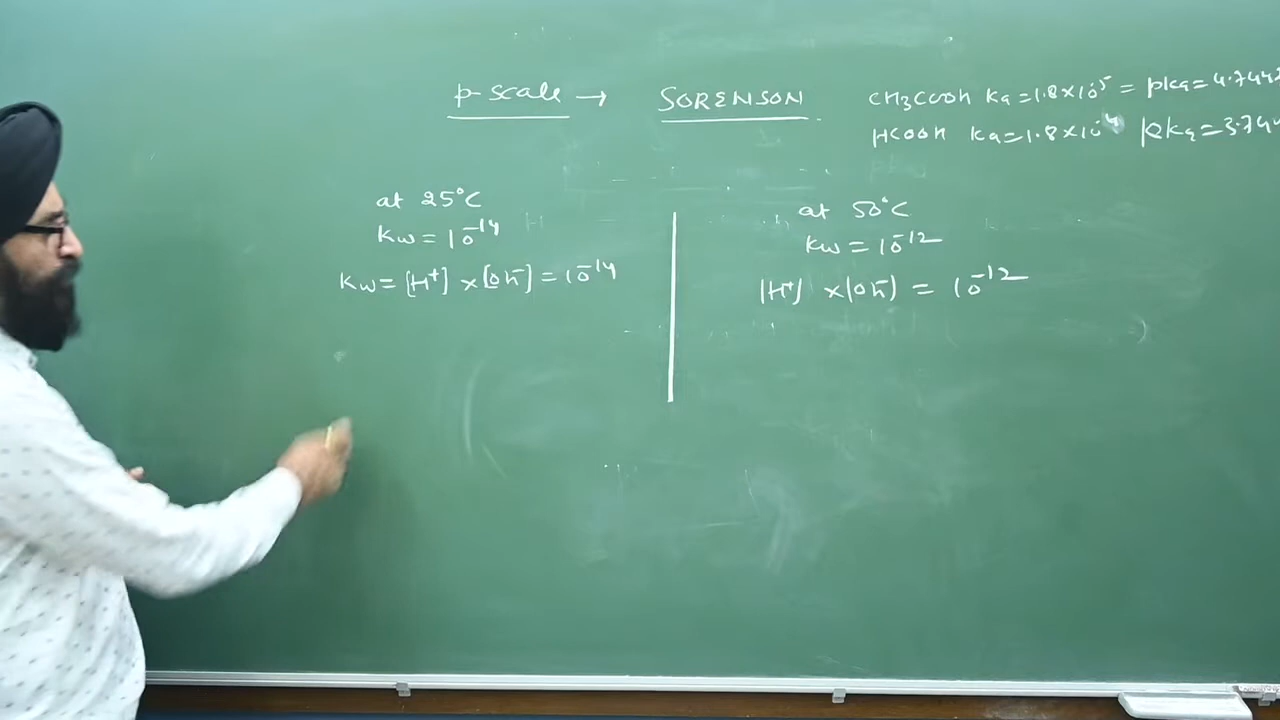 p-scale → SORENSON
CH3COOH Ka=1.8×10⁻⁵ = pka=4.7442
HCOOH Ka=1.8×10⁻⁴ pka=3.744
at 25°C
Kw=10⁻¹⁴
Kw=[H⁺]×[OH⁻]=10⁻¹⁴
at 50°C
Kw=10⁻¹²
[H⁺] ×[OH⁻] = 10⁻¹²